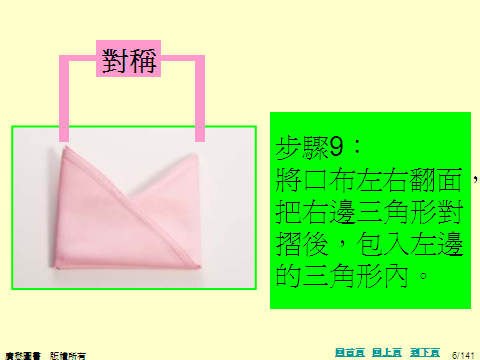 對稱
步驟9：
將口布左右翻面，
把右邊三角形對
摺後，包入左邊
的三角形內。
廣懋圖書　版權所有
回首頁 回上頁 到下頁 6/141